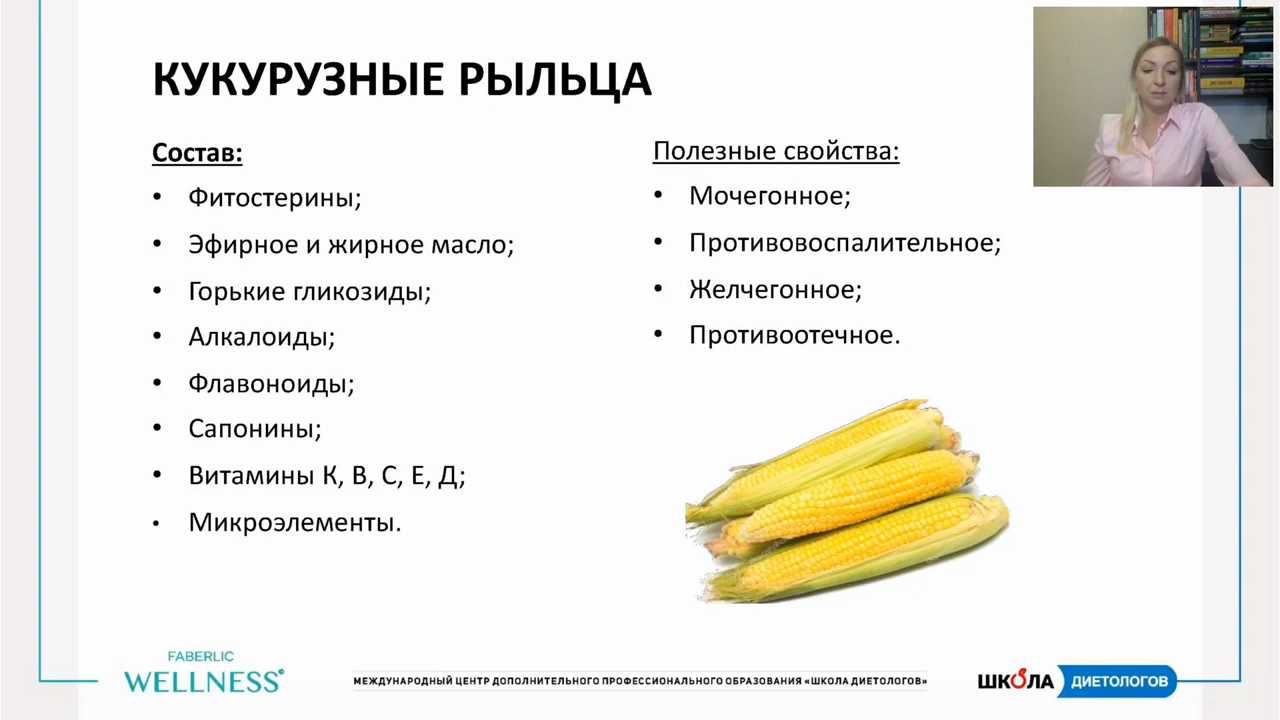 КУКУРУЗНЫЕ РЫЛЬЦА
Состав:
• Фитостерины;
• Эфирное и жирное масло;
• Горькие гликозиды;
• Алкалоиды;
• Флавоноиды;
• Сапонины;
• Витамины К, В, С, Е, Д;
• Микроэлементы.
Полезные свойства:
• Мочегонное;
• Противовоспалительное;
• Желчегонное;
• Противоотечное.
FABERLIC
WELLNESS
МЕЖДУНАРОДНЫЙ ЦЕНТР ДОПОЛНИТЕЛЬНОГО ПРОФЕССИОНАЛЬНОГО ОБРАЗОВАНИЯ «ШКОЛА ДИЕТОЛОГОВ»
ШКОЛА ДИЕТОЛОГОВ